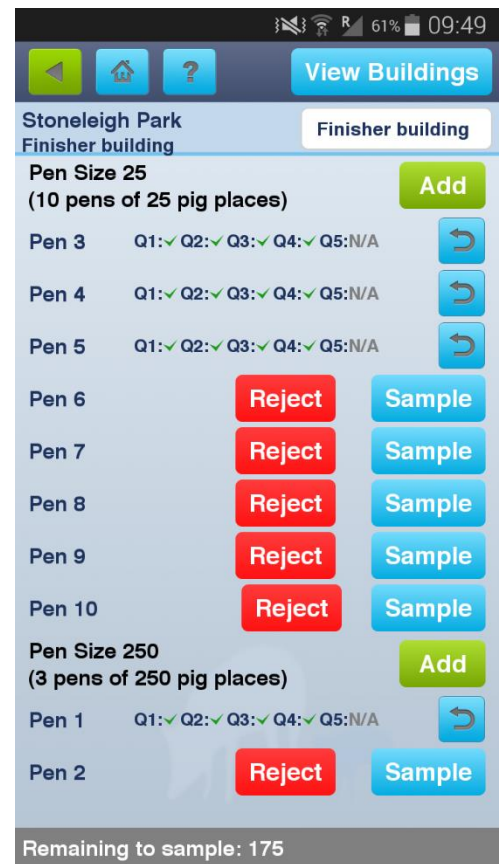 R 61% 09:49
? View Buildings
Stoneleigh Park
Finisher building Finisher building
Pen Size 25
(10 pens of 25 pig places) Add
Pen 3 Q1:✓ Q2:✓ Q3:✓ Q4:✓ Q5:N/A
Pen 4 Q1:✓ Q2:✓ Q3:✓ Q4:✓ Q5:N/A
Pen 5 Q1:✓ Q2:✓ Q3:✓ Q4:✓ Q5:N/A
Pen 6 Reject Sample
Pen 7 Reject Sample
Pen 8 Reject Sample
Pen 9 Reject Sample
Pen 10 Reject Sample
Pen Size 250
(3 pens of 250 pig places) Add
Pen 1 Q1:✓ Q2:✓ Q3:✓ Q4:✓ Q5:N/A
Pen 2 Reject Sample
Remaining to sample: 175